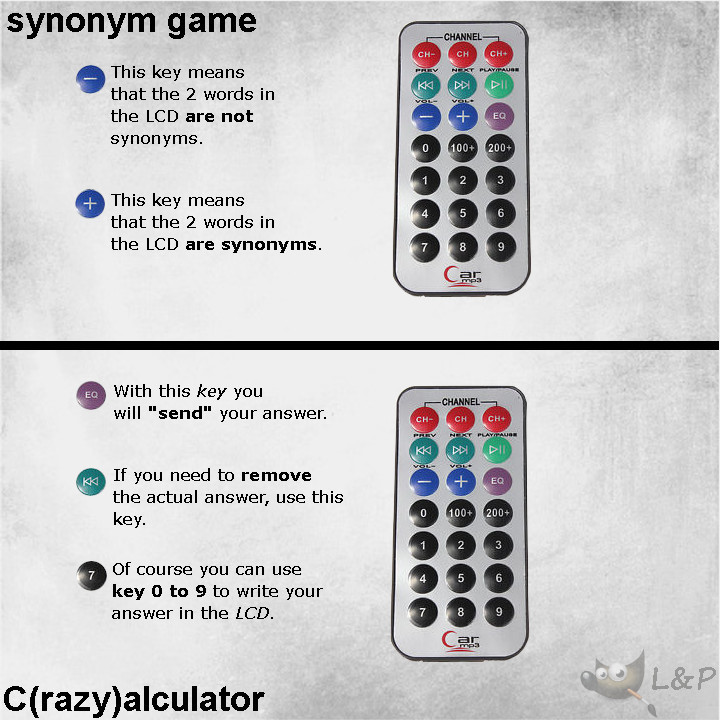 synonym game
This key means
that the 2 words in
the LCD are not
synonyms.
This key means
that the 2 words in
the LCD are synonyms.
CHANNEL
CH- CH CH+
PREV NEXT PLAY/PAUSE
VOL- VOL+
− + EQ
0 100+ 200+
1 2 3
4 5 6
7 8 9
Car
mp3
EQ
With this key you
will "send" your answer.
If you need to remove
the actual answer, use this
key.
7
Of course you can use
key 0 to 9 to write your
answer in the LCD.
CHANNEL
CH- CH CH+
PREV NEXT PLAY/PAUSE
VOL- VOL+
− + EQ
0 100+ 200+
1 2 3
4 5 6
7 8 9
Car
mp3
C(razy)alculator
L&P